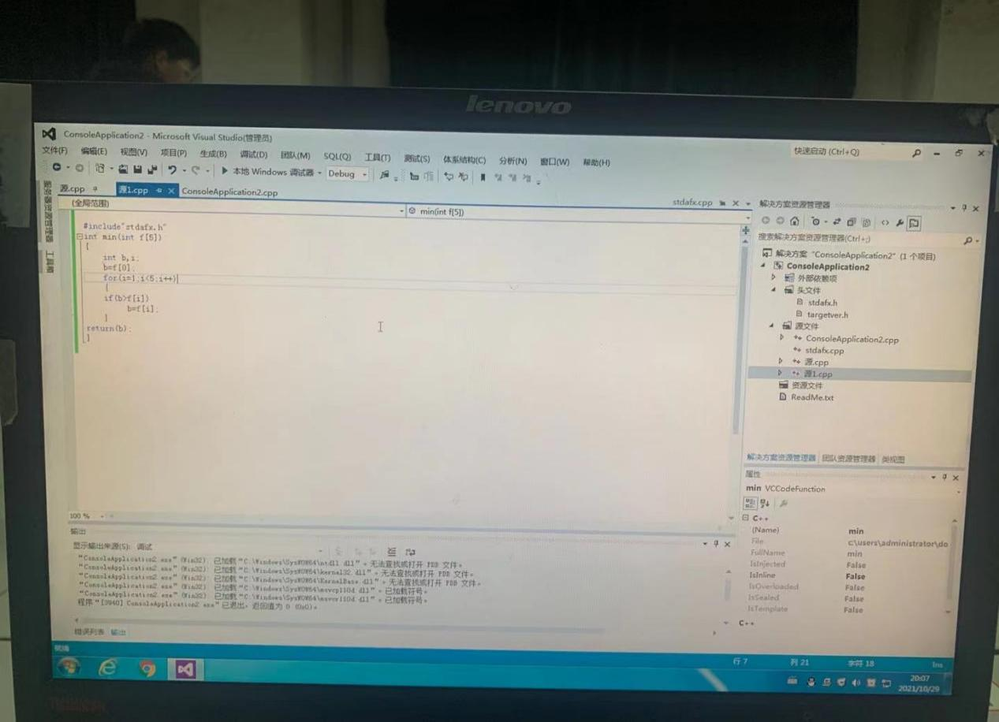 lenovo
ConsoleApplication2 - Microsoft Visual Studio(管理员)
快速启动 (Ctrl+Q)
文件(F) 编辑(E) 视图(V) 项目(P) 生成(B) 调试(D) 团队(M) SQL(Q) 工具(T) 测试(S) 体系结构(C) 分析(N) 窗口(W) 帮助(H)
本地 Windows 调试器 Debug
源.cpp 源1.cpp ConsoleApplication2.cpp stdafx.cpp
服务器资源管理器
工具箱
(全局范围) min(int f[5])
#include"stdafx.h"
int min(int f[5])
{
int b,i;
b=f[0];
for(i=1;i<5;i++)
{
if(b>f[i])
b=f[i];
}
return(b);
}
100 %
解决方案资源管理器
搜索解决方案资源管理器(Ctrl+;)
解决方案 "ConsoleApplication2" (1 个项目)
ConsoleApplication2
外部依赖项
头文件
stdafx.h
targetver.h
源文件
ConsoleApplication2.cpp
stdafx.cpp
源.cpp
源1.cpp
资源文件
ReadMe.txt
解决方案资源管理器 团队资源管理器 类视图
属性
min VCCodeFunction
C++
(Name) min
File c:\users\administrator\do
FullName min
IsInjected False
IsInline False
IsOverloaded False
IsSealed False
IsTemplate False
C++
输出
显示输出来源(S): 调试
"ConsoleApplication2.exe" (Win32) 已加载 "C:\Windows\SysWOW64\ntdll.dll"。无法查找或打开 PDB 文件。
"ConsoleApplication2.exe" (Win32) 已加载 "C:\Windows\SysWOW64\kernel32.dll"。无法查找或打开 PDB 文件。
"ConsoleApplication2.exe" (Win32) 已加载 "C:\Windows\SysWOW64\KernelBase.dll"。无法查找或打开 PDB 文件。
"ConsoleApplication2.exe" (Win32) 已加载 "C:\Windows\SysWOW64\msvcp110d.dll"。已加载符号。
"ConsoleApplication2.exe" (Win32) 已加载 "C:\Windows\SysWOW64\msvcr110d.dll"。已加载符号。
程序 "[3940] ConsoleApplication2.exe" 已退出，返回值为 0 (0x0)。
错误列表 输出
就绪
行 7 列 21 字符 18 Ins
20:07
2021/10/29